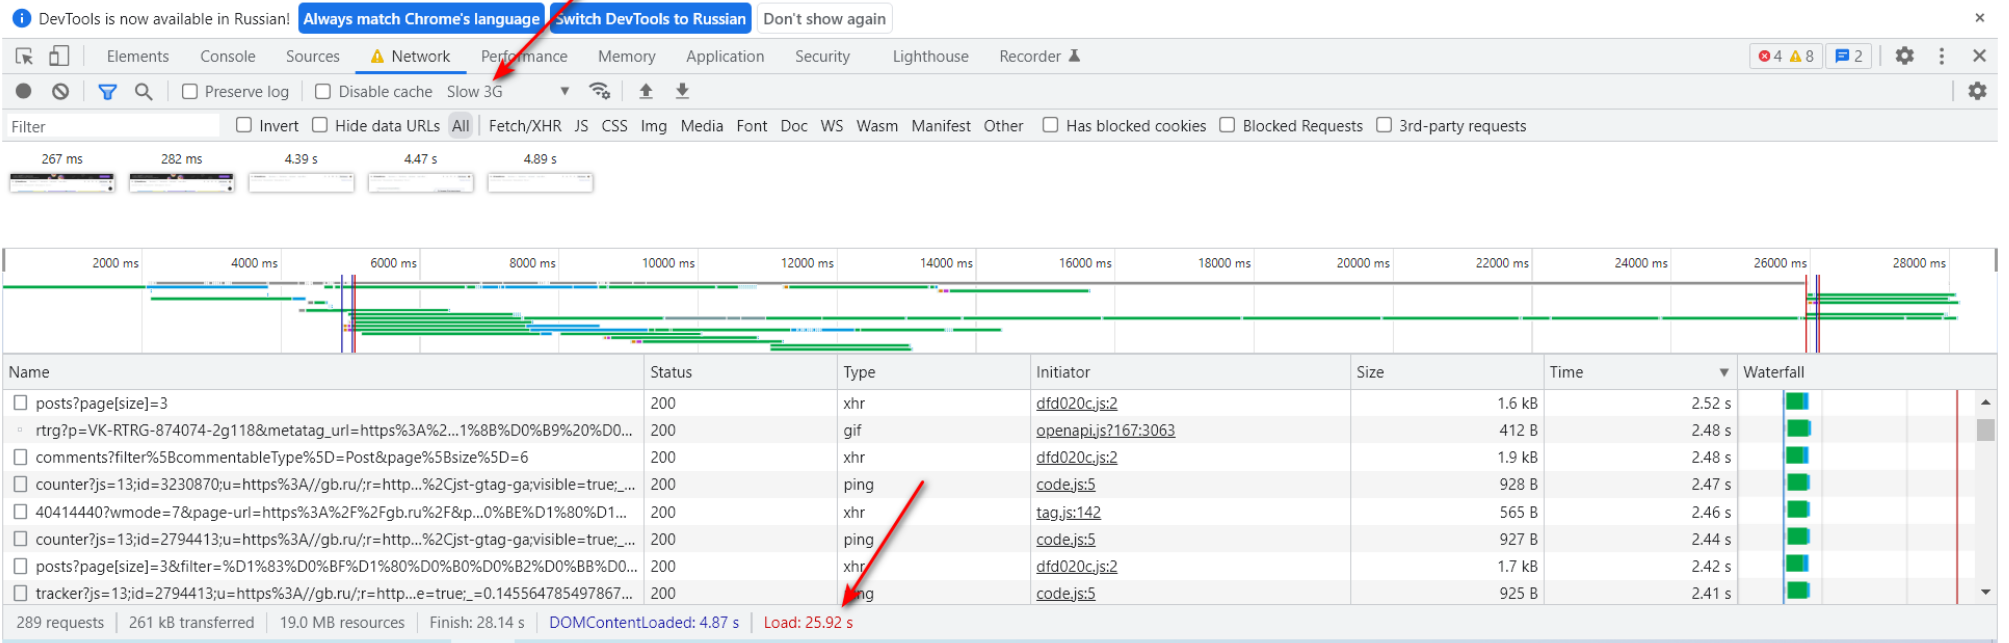 DevTools is now available in Russian! Always match Chrome's language Switch DevTools to Russian Don't show again
Elements Console Sources Network Performance Memory Application Security Lighthouse Recorder 4 8 2
Preserve log Disable cache Slow 3G
Filter Invert Hide data URLs All Fetch/XHR JS CSS Img Media Font Doc WS Wasm Manifest Other Has blocked cookies Blocked Requests 3rd-party requests
267 ms 282 ms 4.39 s 4.47 s 4.89 s
2000 ms 4000 ms 6000 ms 8000 ms 10000 ms 12000 ms 14000 ms 16000 ms 18000 ms 20000 ms 22000 ms 24000 ms 26000 ms 28000 ms
Name Status Type Initiator Size Time Waterfall
posts?page[size]=3 200 xhr dfd020c.js:2 1.6 kB 2.52 s
rtrg?p=VK-RTRG-874074-2g118&metatag_url=https%3A%2...1%8B%D0%B9%20%D0... 200 gif openapi.js?167:3063 412 B 2.48 s
comments?filter%5BcommentableType%5D=Post&page%5Bsize%5D=6 200 xhr dfd020c.js:2 1.9 kB 2.48 s
counter?js=13;id=3230870;u=https%3A//gb.ru/;r=http...%2Cjst-gtag-ga;visible=true;_... 200 ping code.js:5 928 B 2.47 s
40414440?wmode=7&page-url=https%3A%2F%2Fgb.ru%2F&p...0%BE%D1%80%D1... 200 xhr tag.js:142 565 B 2.46 s
counter?js=13;id=2794413;u=https%3A//gb.ru/;r=http...%2Cjst-gtag-ga;visible=true;_... 200 ping code.js:5 927 B 2.44 s
posts?page[size]=3&filter=%D1%83%D0%BF%D1%80%D0%B0%D0%B2%D0%BB%D0... 200 xhr dfd020c.js:2 1.7 kB 2.42 s
tracker?js=13;id=2794413;u=https%3A//gb.ru/;r=http...e=true;_=0.145564785497867... 200 ping code.js:5 925 B 2.41 s
289 requests 261 kB transferred 19.0 MB resources Finish: 28.14 s DOMContentLoaded: 4.87 s Load: 25.92 s